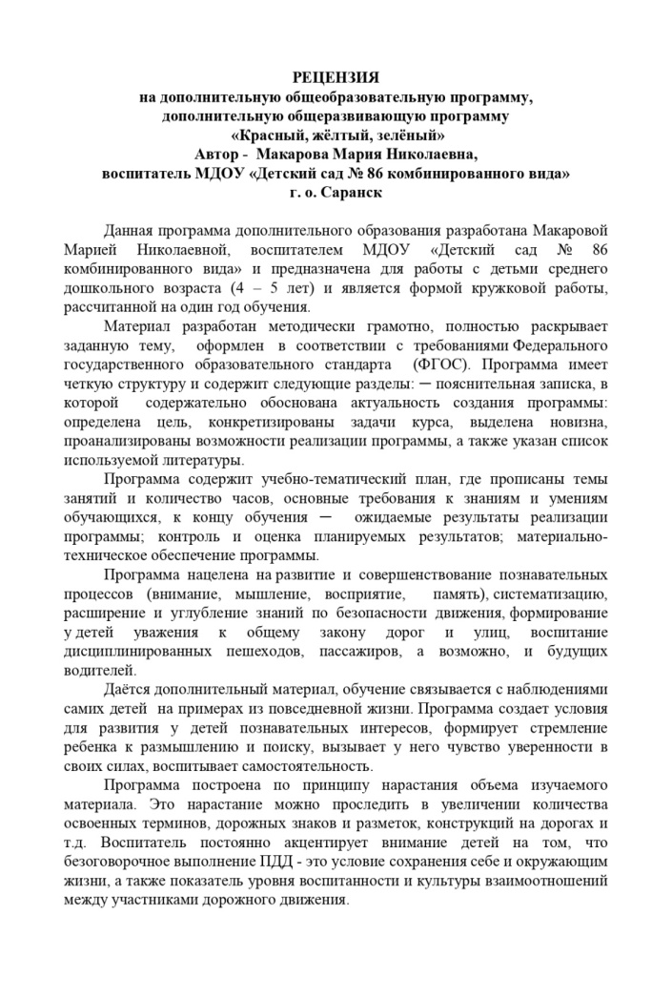 РЕЦЕНЗИЯ
на дополнительную общеобразовательную программу,
дополнительную общеразвивающую программу
«Красный, жёлтый, зелёный»
Автор - Макарова Мария Николаевна,
воспитатель МДОУ «Детский сад № 86 комбинированного вида»
г. о. Саранск
Данная программа дополнительного образования разработана Макаровой
Марией Николаевной, воспитателем МДОУ «Детский сад № 86
комбинированного вида» и предназначена для работы с детьми среднего
дошкольного возраста (4 – 5 лет) и является формой кружковой работы,
рассчитанной на один год обучения.
Материал разработан методически грамотно, полностью раскрывает
заданную тему, оформлен в соответствии с требованиями Федерального
государственного образовательного стандарта (ФГОС). Программа имеет
четкую структуру и содержит следующие разделы: — пояснительная записка, в
которой содержательно обоснована актуальность создания программы:
определена цель, конкретизированы задачи курса, выделена новизна,
проанализированы возможности реализации программы, а также указан список
используемой литературы.
Программа содержит учебно-тематический план, где прописаны темы
занятий и количество часов, основные требования к знаниям и умениям
обучающихся, к концу обучения — ожидаемые результаты реализации
программы; контроль и оценка планируемых результатов; материально-
техническое обеспечение программы.
Программа нацелена на развитие и совершенствование познавательных
процессов (внимание, мышление, восприятие, память), систематизацию,
расширение и углубление знаний по безопасности движения, формирование
у детей уважения к общему закону дорог и улиц, воспитание
дисциплинированных пешеходов, пассажиров, а возможно, и будущих
водителей.
Даётся дополнительный материал, обучение связывается с наблюдениями
самих детей на примерах из повседневной жизни. Программа создает условия
для развития у детей познавательных интересов, формирует стремление
ребенка к размышлению и поиску, вызывает у него чувство уверенности в
своих силах, воспитывает самостоятельность.
Программа построена по принципу нарастания объема изучаемого
материала. Это нарастание можно проследить в увеличении количества
освоенных терминов, дорожных знаков и разметок, конструкций на дорогах и
т.д. Воспитатель постоянно акцентирует внимание детей на том, что
безоговорочное выполнение ПДД - это условие сохранения себе и окружающим
жизни, а также показатель уровня воспитанности и культуры взаимоотношений
между участниками дорожного движения.